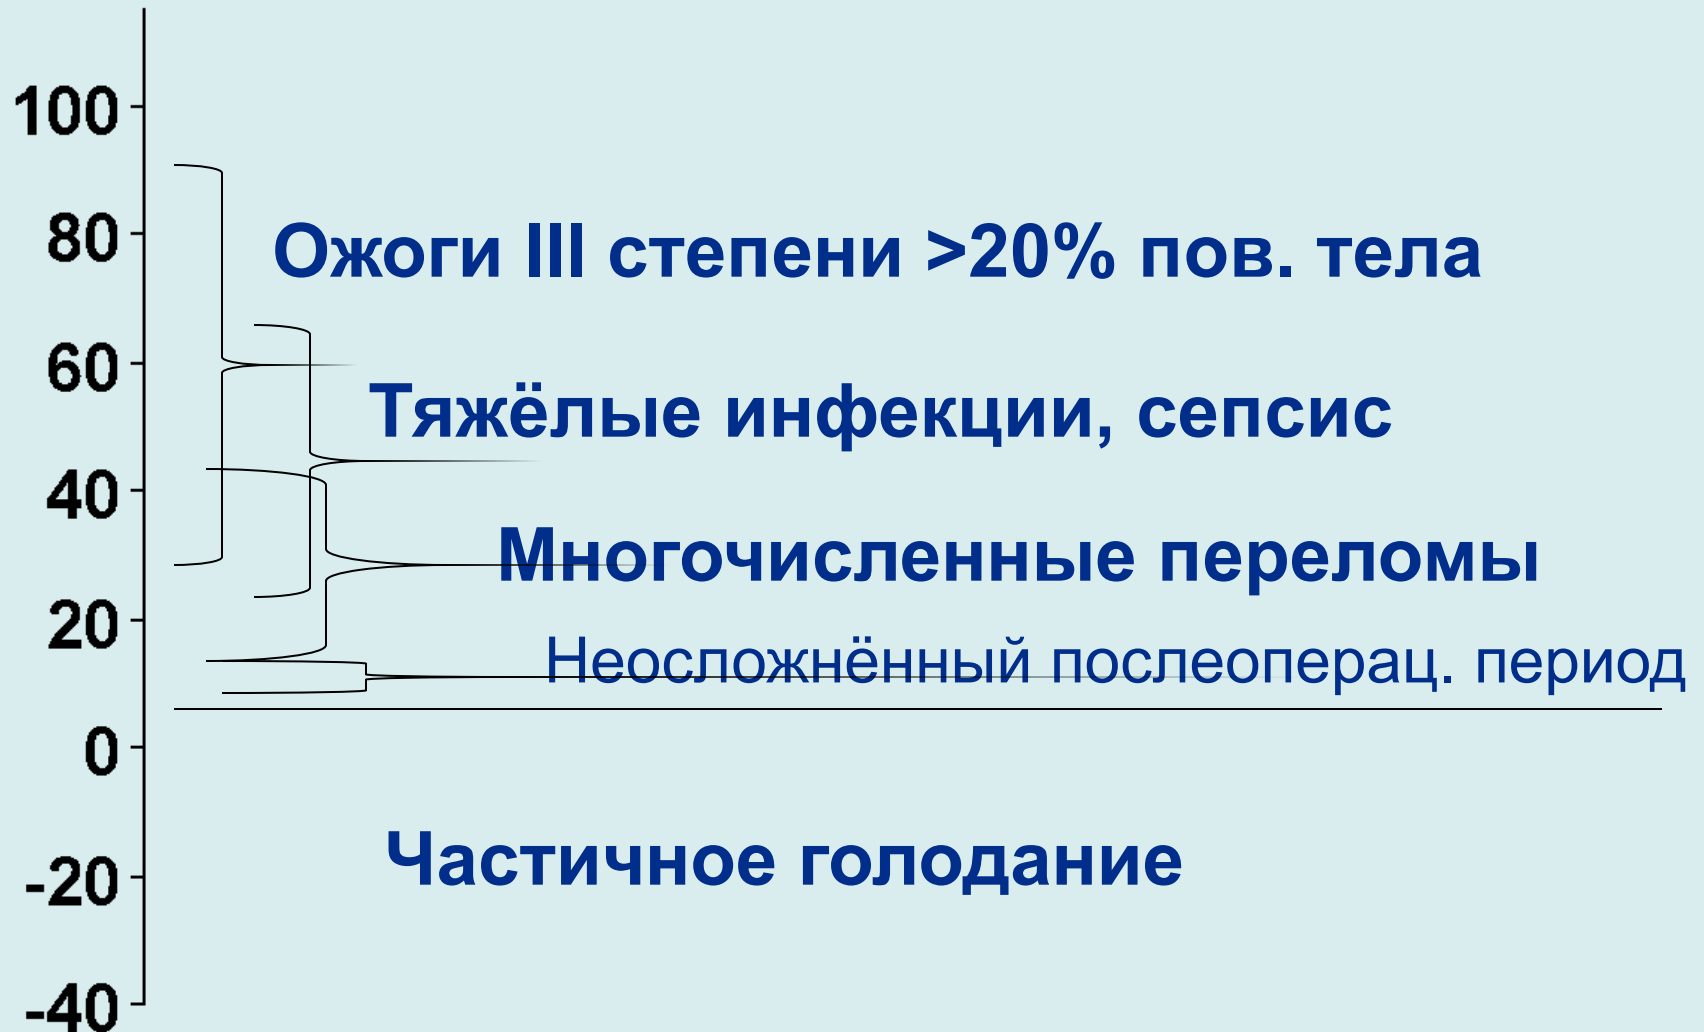 100
80
Ожоги III степени >20% пов. тела
60
Тяжёлые инфекции, сепсис
40
Многочисленные переломы
20
Неосложнённый послеоперац. период
0
Частичное голодание
-20
-40